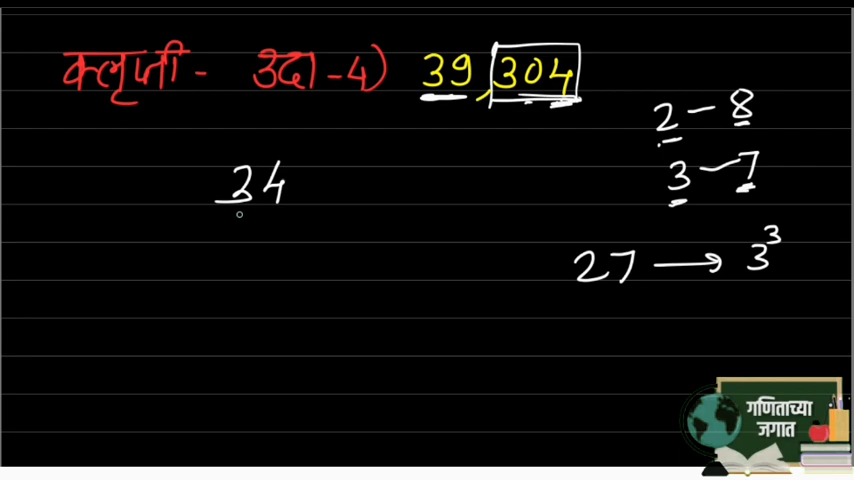 क्लृप्ती - उदा - 4) 39,304
2 - 8
3 - 7
34
27 → 3³
गणिताच्या
जगात